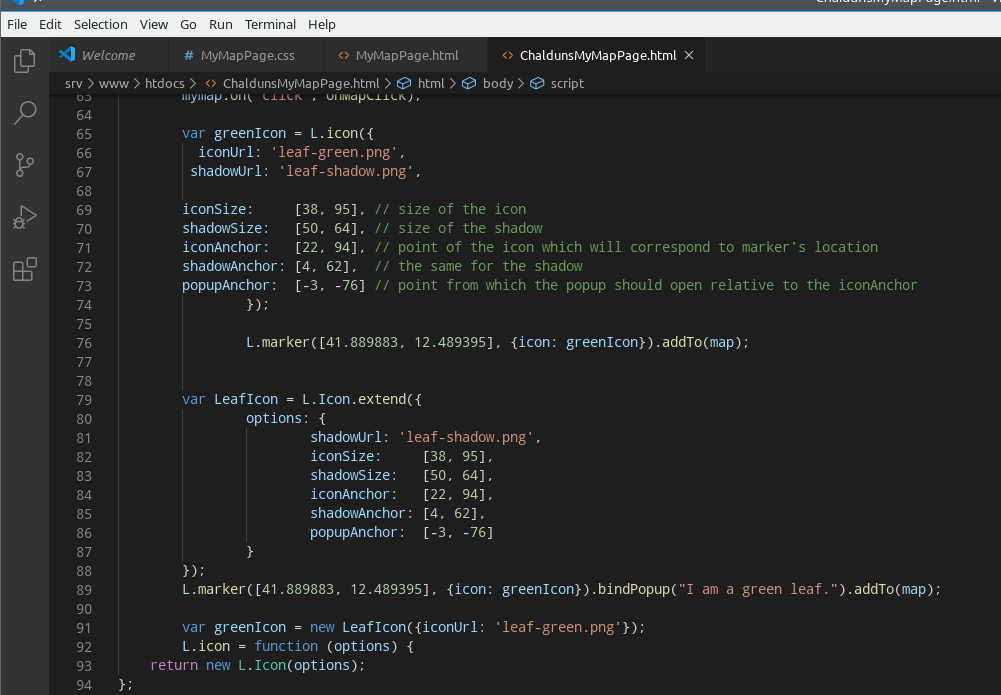 ChaldunsMyMapPage.html
File Edit Selection View Go Run Terminal Help
Welcome # MyMapPage.css <> MyMapPage.html <> ChaldunsMyMapPage.html ×
srv > www > htdocs > <> ChaldunsMyMapPage.html > html > body > script
63 mymap.on('click', onMapClick);
64
65 var greenIcon = L.icon({
66 iconUrl: 'leaf-green.png',
67 shadowUrl: 'leaf-shadow.png',
68
69 iconSize: [38, 95], // size of the icon
70 shadowSize: [50, 64], // size of the shadow
71 iconAnchor: [22, 94], // point of the icon which will correspond to marker's location
72 shadowAnchor: [4, 62], // the same for the shadow
73 popupAnchor: [-3, -76] // point from which the popup should open relative to the iconAnchor
74 });
75
76 L.marker([41.889883, 12.489395], {icon: greenIcon}).addTo(map);
77
78
79 var LeafIcon = L.Icon.extend({
80 options: {
81 shadowUrl: 'leaf-shadow.png',
82 iconSize: [38, 95],
83 shadowSize: [50, 64],
84 iconAnchor: [22, 94],
85 shadowAnchor: [4, 62],
86 popupAnchor: [-3, -76]
87 }
88 });
89 L.marker([41.889883, 12.489395], {icon: greenIcon}).bindPopup("I am a green leaf.").addTo(map);
90
91 var greenIcon = new LeafIcon({iconUrl: 'leaf-green.png'});
92 L.icon = function (options) {
93 return new L.Icon(options);
94 };